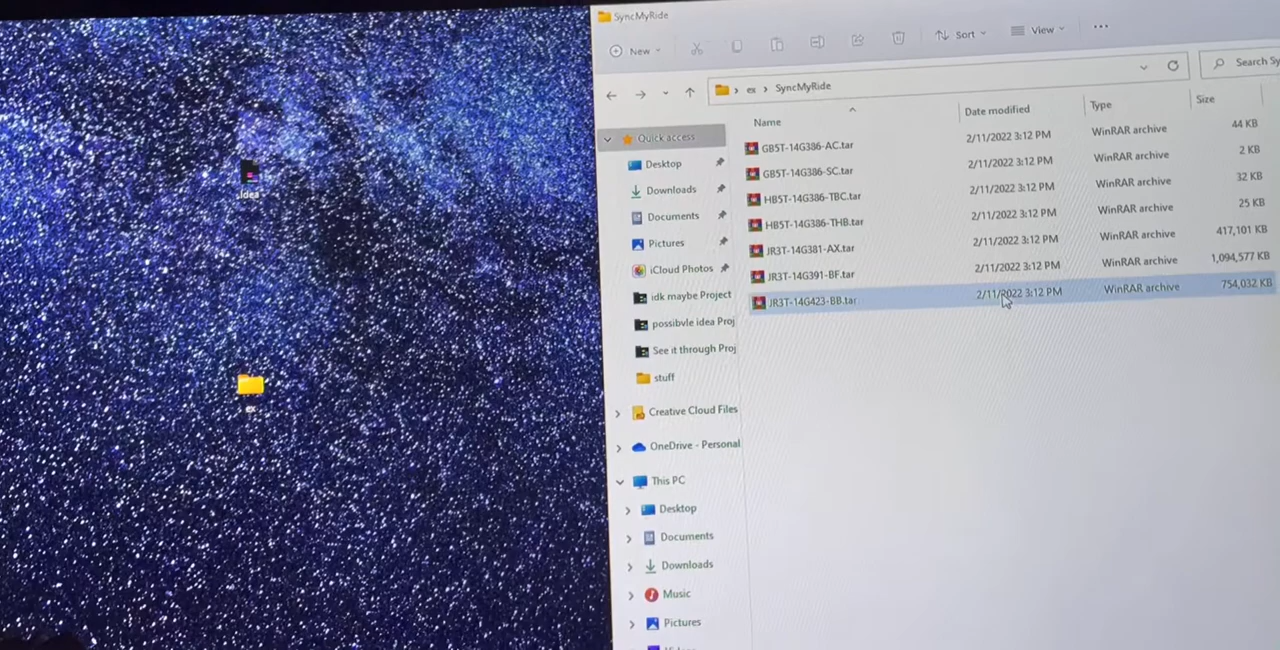 Idea
ex
SyncMyRide
New
Sort
View
ex
SyncMyRide
Search Sy
Name
Date modified
Type
Size
GB5T-14G386-AC.tar 2/11/2022 3:12 PM WinRAR archive 44 KB
GB5T-14G386-SC.tar 2/11/2022 3:12 PM WinRAR archive 2 KB
HB5T-14G386-TBC.tar 2/11/2022 3:12 PM WinRAR archive 32 KB
HB5T-14G386-THB.tar 2/11/2022 3:12 PM WinRAR archive 25 KB
JR3T-14G381-AX.tar 2/11/2022 3:12 PM WinRAR archive 417,101 KB
JR3T-14G391-BF.tar 2/11/2022 3:12 PM WinRAR archive 1,094,577 KB
JR3T-14G423-BB.tar 2/11/2022 3:12 PM WinRAR archive 754,032 KB
Quick access
Desktop
Downloads
Documents
Pictures
iCloud Photos
idk maybe Project
possibvle idea Proj
See it through Proj
stuff
Creative Cloud Files
OneDrive - Personal
This PC
Desktop
Documents
Downloads
Music
Pictures